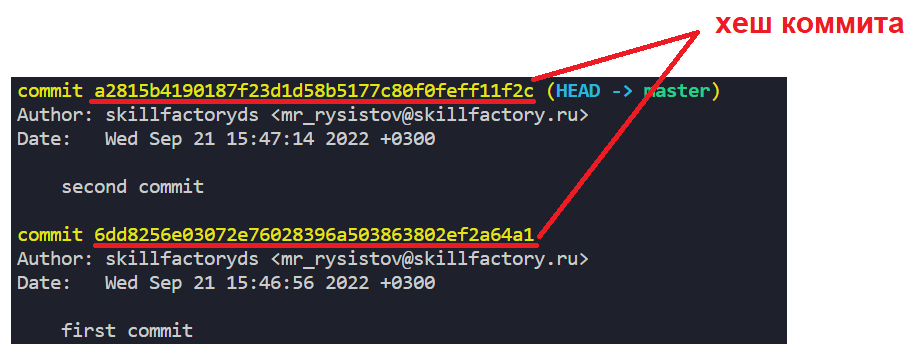 хеш коммита
commit a2815b4190187f23d1d58b5177c80f0feff11f2c (HEAD -> master)
Author: skillfactoryds <mr_rysistov@skillfactory.ru>
Date:   Wed Sep 21 15:47:14 2022 +0300
second commit
commit 6dd8256e03072e76028396a503863802ef2a64a1
Author: skillfactoryds <mr_rysistov@skillfactory.ru>
Date:   Wed Sep 21 15:46:56 2022 +0300
first commit